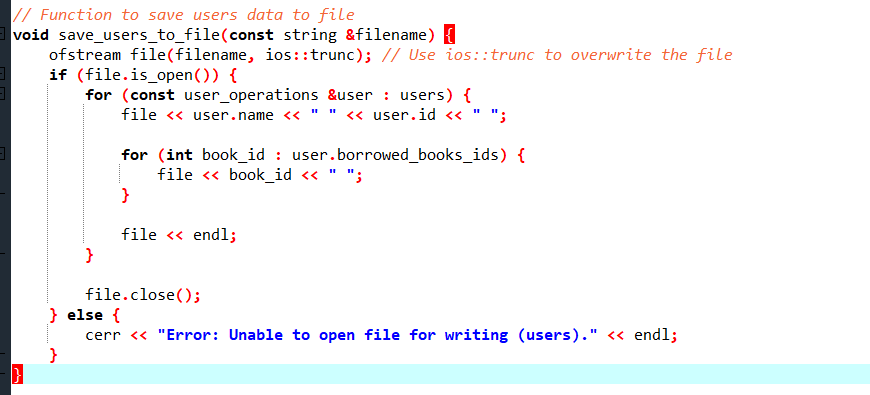 // Function to save users data to file
void save_users_to_file(const string &filename) {
    ofstream file(filename, ios::trunc); // Use ios::trunc to overwrite the file
    if (file.is_open()) {
        for (const user_operations &user : users) {
            file << user.name << " " << user.id << " ";

            for (int book_id : user.borrowed_books_ids) {
                file << book_id << " ";
            }

            file << endl;
        }

        file.close();
    } else {
        cerr << "Error: Unable to open file for writing (users)." << endl;
    }
}